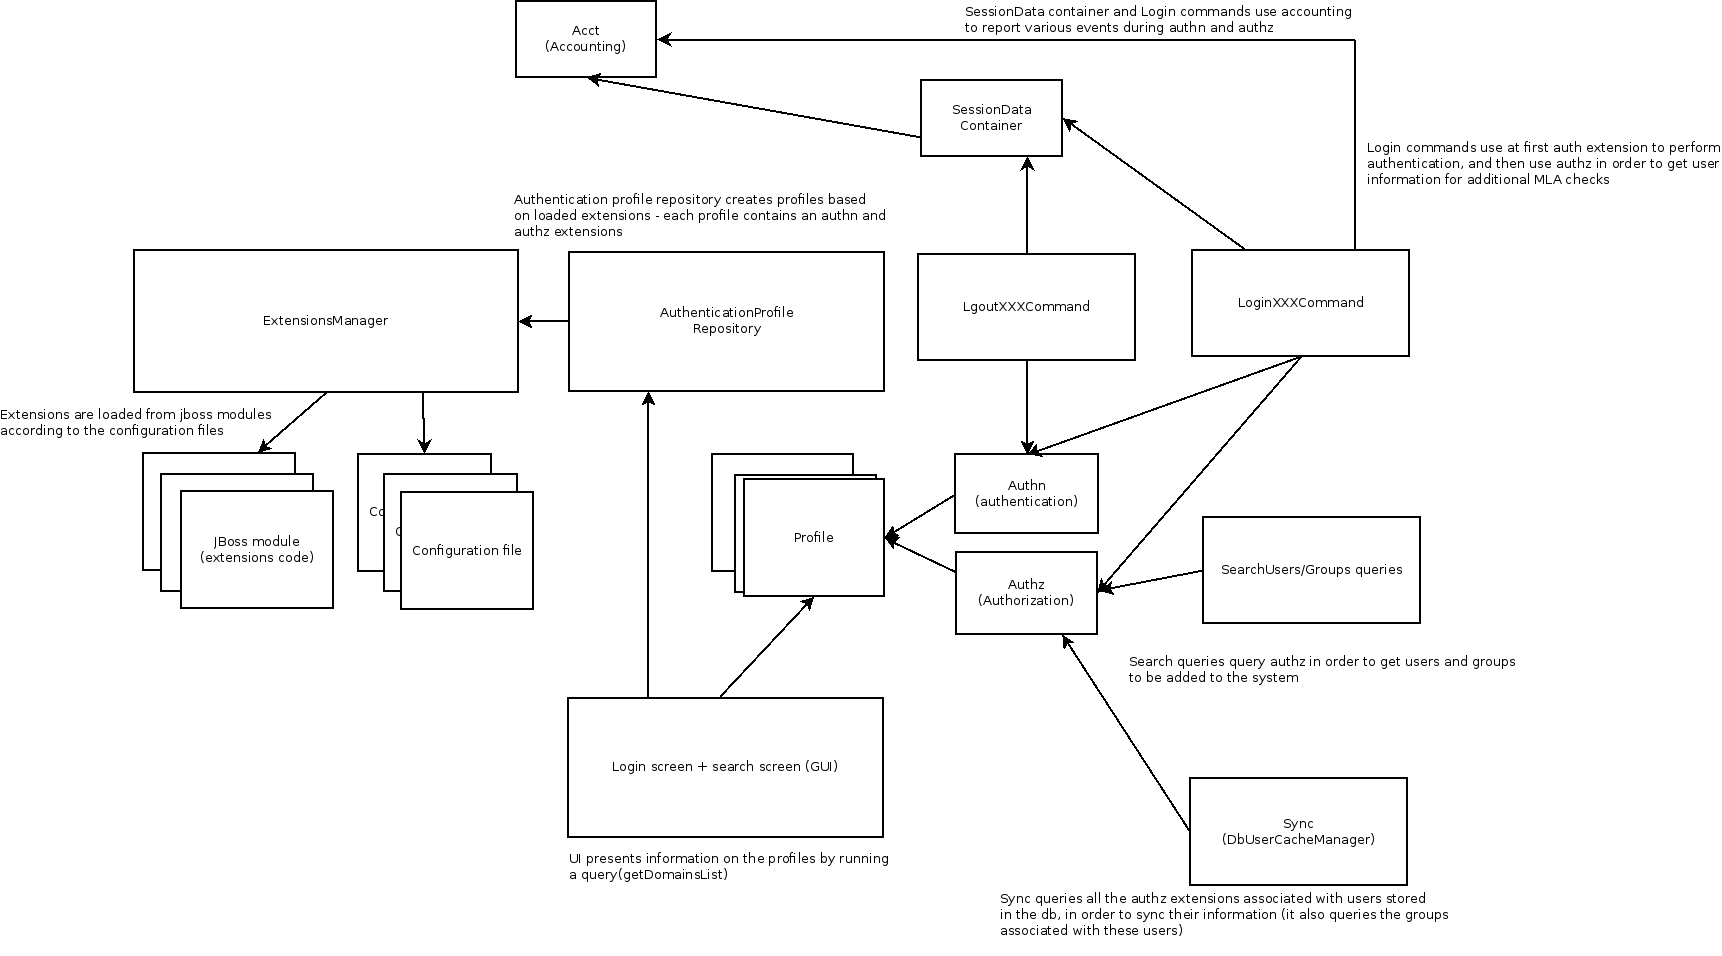 SessionData container and Login commands use accounting
to report various events during authn and authz
Acct
(Accounting)
SessionData
Container
Login commands use at first auth extension to perform
authentication, and then use authz in order to get user
information for additional MLA checks
Authentication profile repository creates profiles based
on loaded extensions - each profile contains an authn and
authz extensions
ExtensionsManager
AuthenticationProfile
Repository
LgoutXXXCommand
LoginXXXCommand
Extensions are loaded from jboss modules
according to the configuration files
JBoss module
(extensions code)
Co
C
Configuration file
Profile
Authn
(authentication)
Authz
(Authorization)
SearchUsers/Groups queries
Search queries query authz in order to get users and groups
to be added to the system
Login screen + search screen (GUI)
UI presents information on the profiles by running
a query(getDomainsList)
Sync
(DbUserCacheManager)
Sync queries all the authz extensions associated with users stored
in the db, in order to sync their information (it also queries the groups
associated with these users)